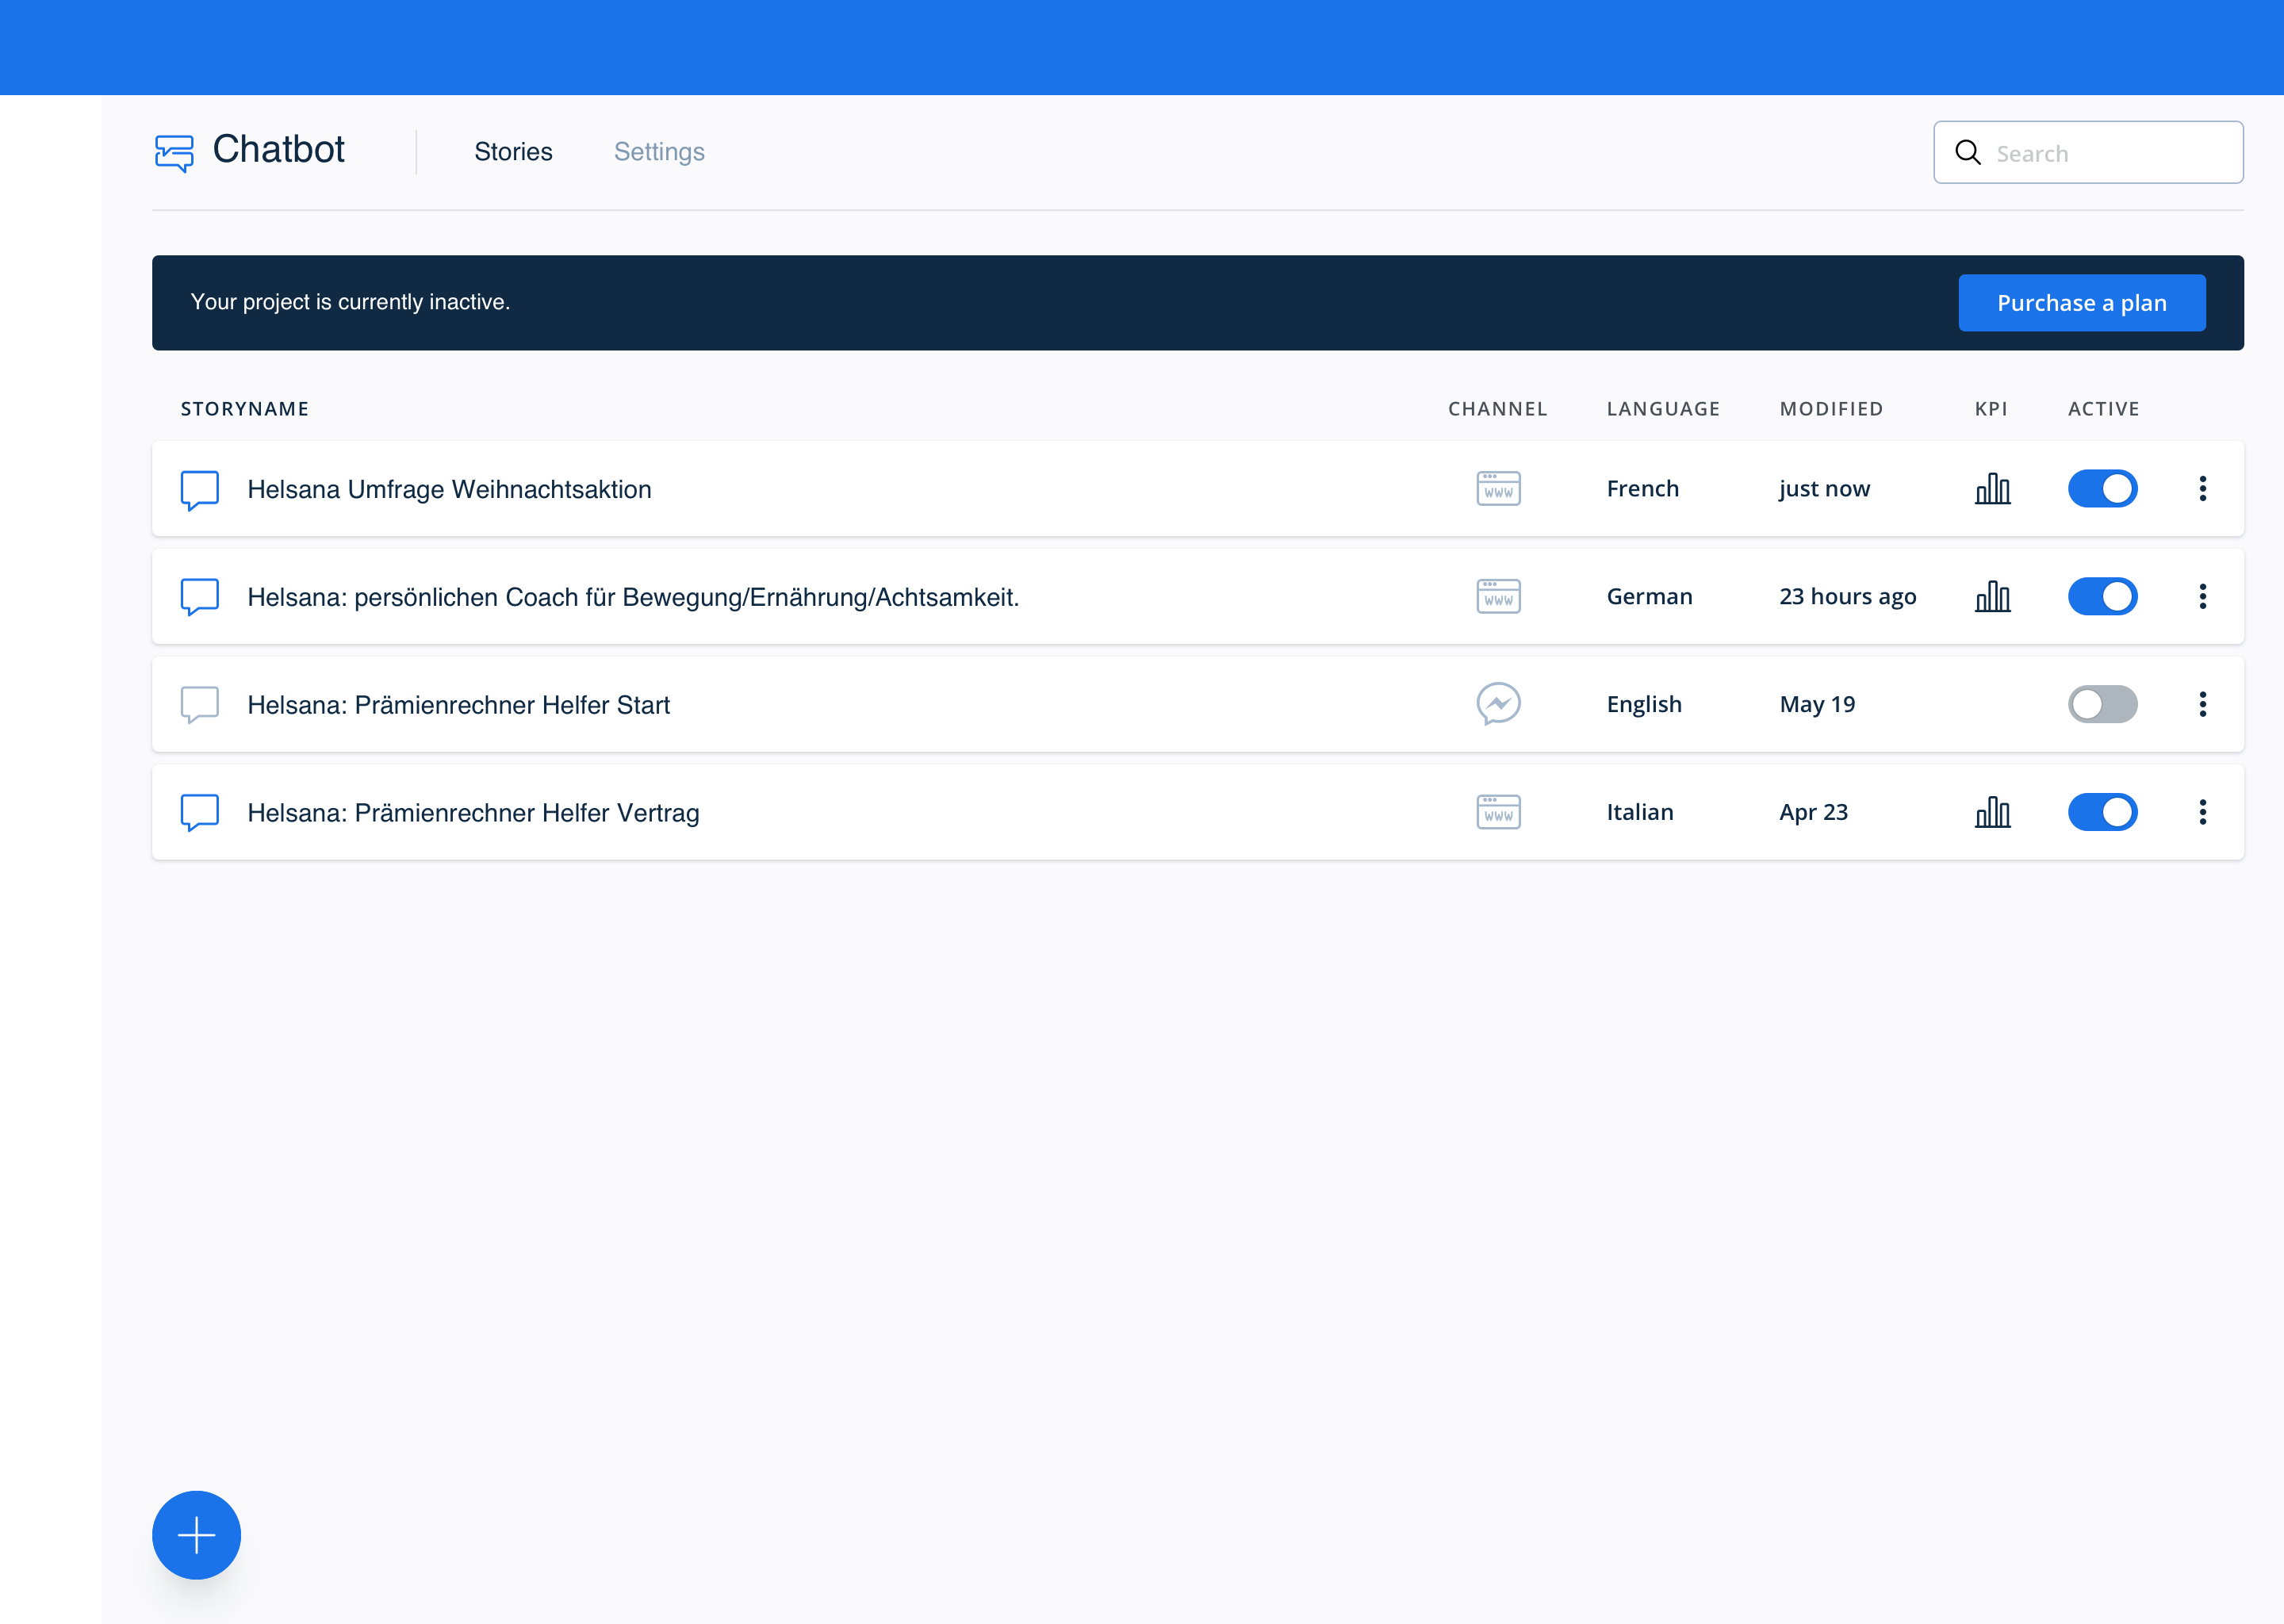 Chatbot
Stories
Settings
Search
Your project is currently inactive.
Purchase a plan
STORYNAME CHANNEL LANGUAGE MODIFIED KPI ACTIVE
Helsana Umfrage Weihnachtsaktion WWW French just now
Helsana: persönlichen Coach für Bewegung/Ernährung/Achtsamkeit. WWW German 23 hours ago
Helsana: Prämienrechner Helfer Start English May 19
Helsana: Prämienrechner Helfer Vertrag WWW Italian Apr 23